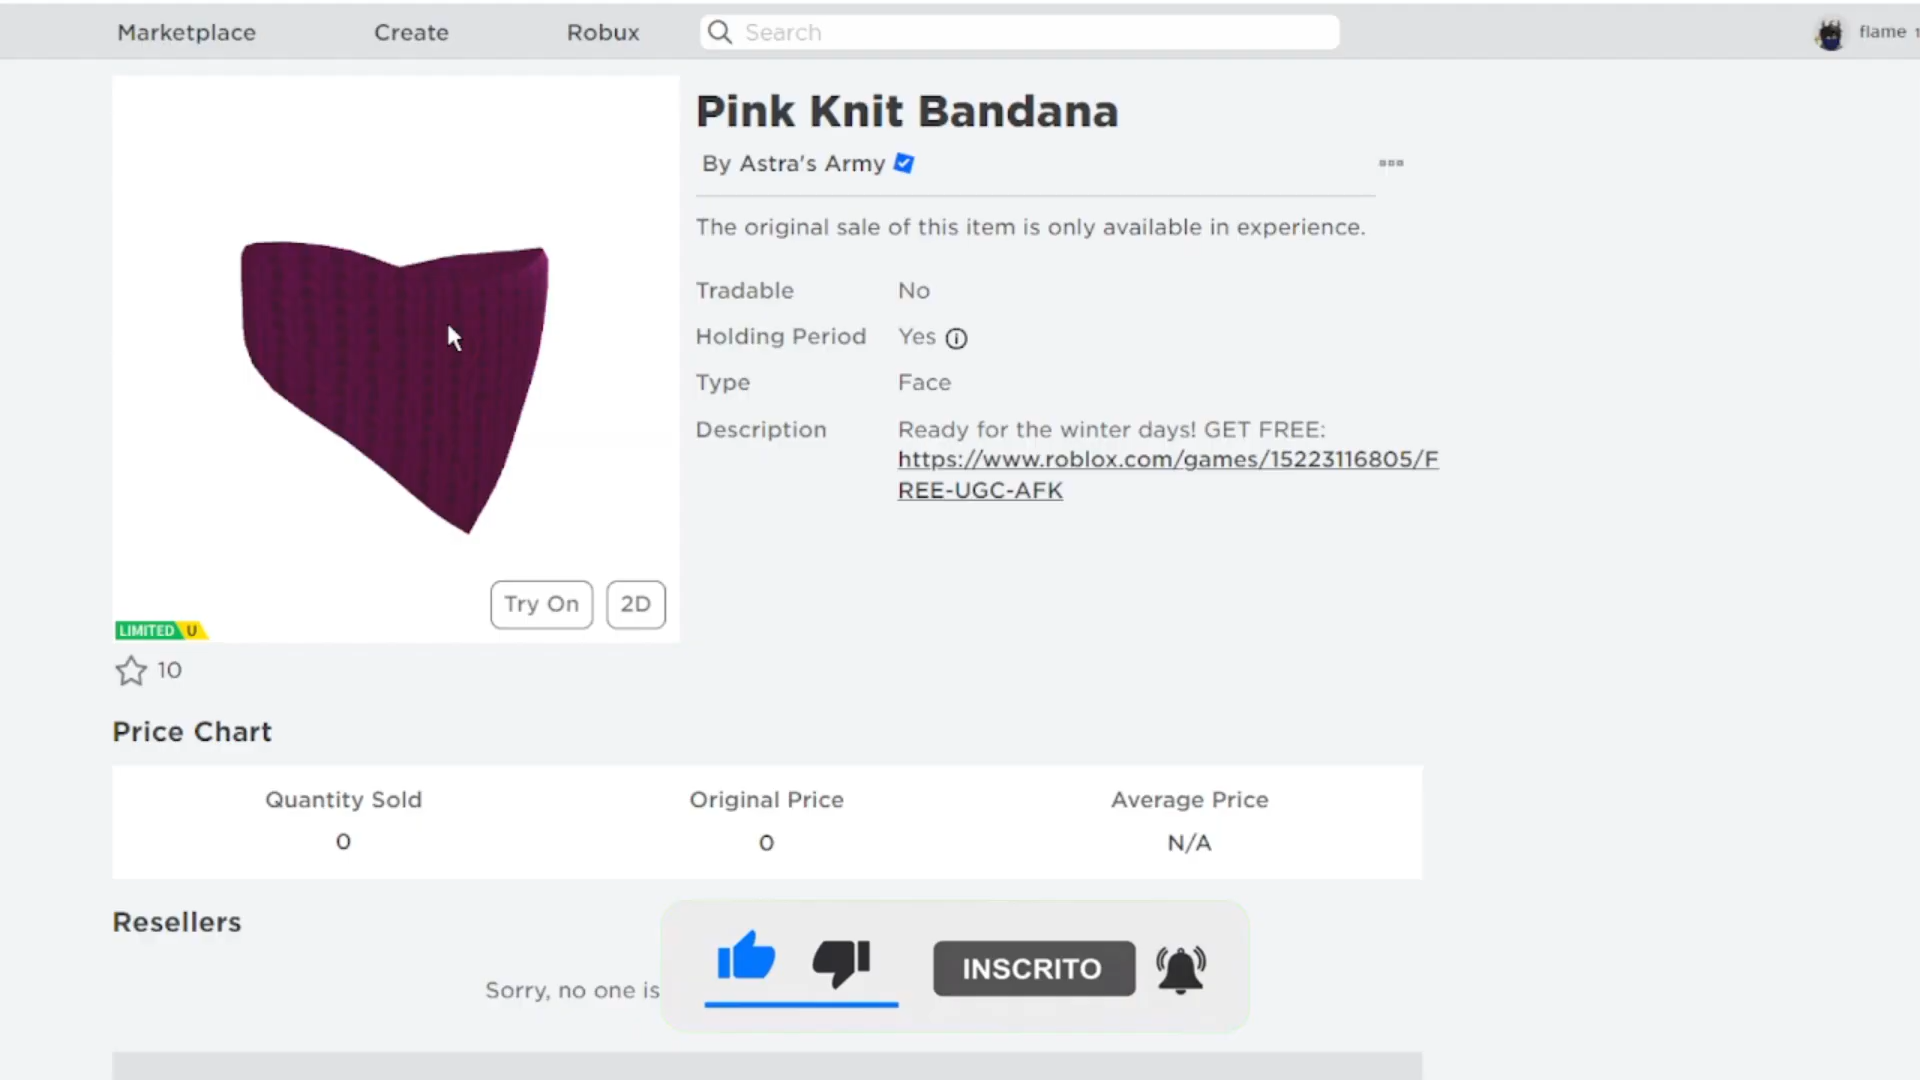 Marketplace
Create
Robux
Search
flame
Pink Knit Bandana
By Astra's Army
The original sale of this item is only available in experience.
Tradable No
Holding Period Yes
Type Face
Description Ready for the winter days! GET FREE:
https://www.roblox.com/games/15223116805/F
REE-UGC-AFK
Try On
2D
LIMITED U
10
Price Chart
Quantity Sold Original Price Average Price
0 0 N/A
Resellers
Sorry, no one is
INSCRITO